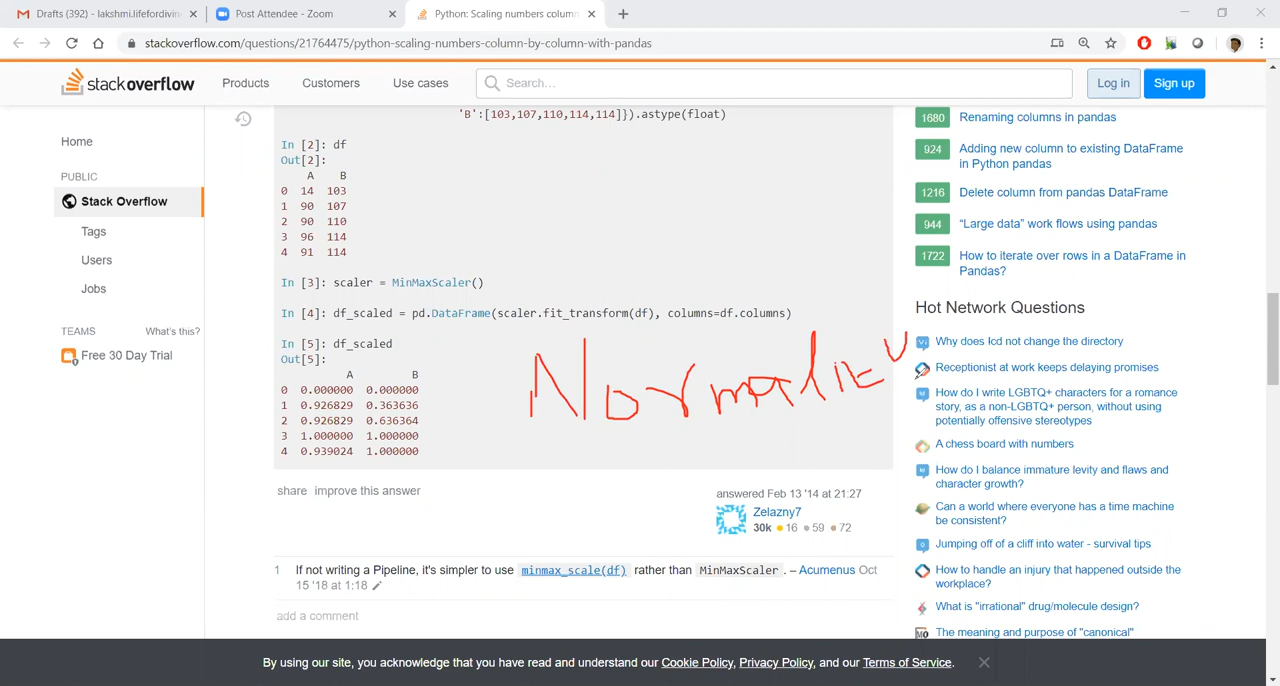 Drafts (392) - lakshmi.lifefordivin
Post Attendee - Zoom
Python: Scaling numbers column
stackoverflow.com/questions/21764475/python-scaling-numbers-column-by-column-with-pandas
stackoverflow
Products
Customers
Use cases
Search...
Log in
Sign up
Home
PUBLIC
Stack Overflow
Tags
Users
Jobs
TEAMS
What's this?
Free 30 Day Trial
'B':[103,107,110,114,114]}).astype(float)
In [2]: df
Out[2]:
A B
0 14 103
1 90 107
2 90 110
3 96 114
4 91 114
In [3]: scaler = MinMaxScaler()
In [4]: df_scaled = pd.DataFrame(scaler.fit_transform(df), columns=df.columns)
In [5]: df_scaled
Out[5]:
A B
0 0.000000 0.000000
1 0.926829 0.363636
2 0.926829 0.636364
3 1.000000 1.000000
4 0.939024 1.000000
share improve this answer
answered Feb 13 '14 at 21:27
Zelazny7
30k 16 59 72
1 If not writing a Pipeline, it's simpler to use minmax_scale(df) rather than MinMaxScaler . – Acumenus Oct
15 '18 at 1:18
add a comment
1680 Renaming columns in pandas
924 Adding new column to existing DataFrame
in Python pandas
1216 Delete column from pandas DataFrame
944 “Large data” work flows using pandas
1722 How to iterate over rows in a DataFrame in
Pandas?
Hot Network Questions
Why does lcd not change the directory
Receptionist at work keeps delaying promises
How do I write LGBTQ+ characters for a romance
story, as a non-LGBTQ+ person, without using
potentially offensive stereotypes
A chess board with numbers
How do I balance immature levity and flaws and
character growth?
Can a world where everyone has a time machine
be consistent?
Jumping off of a cliff into water - survival tips
How to handle an injury that happened outside the
workplace?
What is "irrational" drug/molecule design?
The meaning and purpose of "canonical"
By using our site, you acknowledge that you have read and understand our Cookie Policy, Privacy Policy, and our Terms of Service.